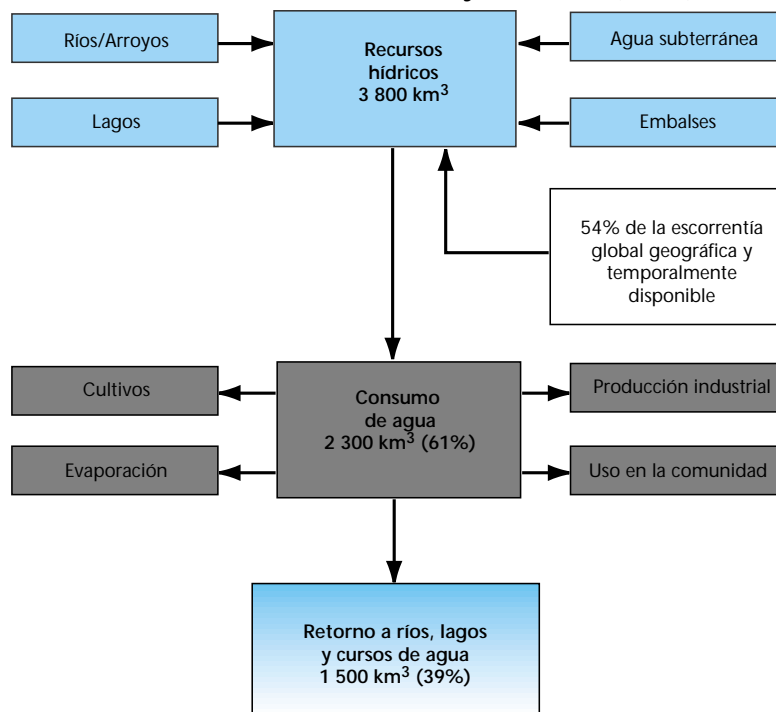 Ríos/Arroyos
Lagos
Recursos
hídricos
3 800 km³
Agua subterránea
Embalses
54% de la escorrentía
global geográfica y
temporalmente
disponible
Cultivos
Evaporación
Consumo
de agua
2 300 km³ (61%)
Producción industrial
Uso en la comunidad
Retorno a ríos, lagos
y cursos de agua
1 500 km³ (39%)